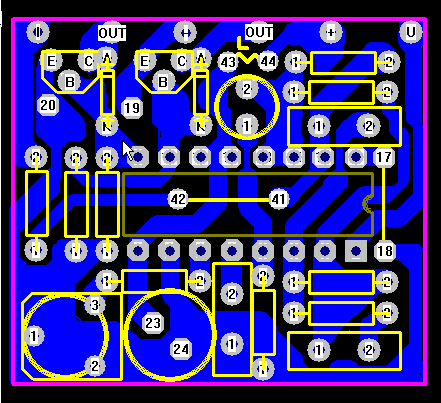 OUT OUT + U
E C A E C A 43 L 44 1 2
B B
20 19 2 1 2
N N 1 2
2 2 2 17
42 41
1 1 1 18
1 2 2 1 2
3 2
1 23 1 2
24 1 1 2
2